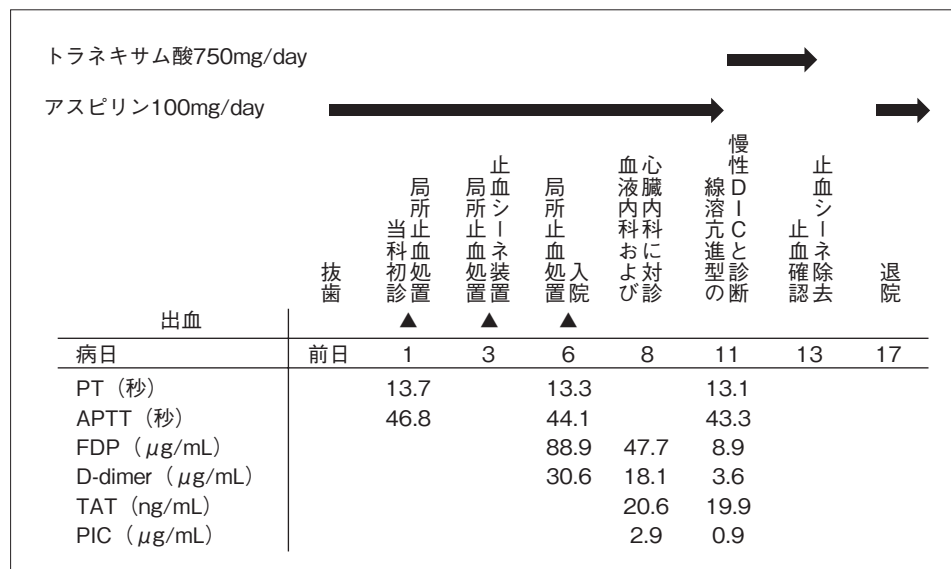 トラネキサム酸750mg/day
アスピリン100mg/day
抜歯
局所止血処置
当科初診
止血シーネ装置
局所止血処置
入院
局所止血処置
心臓内科に対診
血液内科および
慢性DICと診断
線溶亢進型の
止血シーネ除去
止血確認
退院
出血 ▲ ▲ ▲
病日 前日 1 3 6 8 11 13 17
PT（秒） 13.7 13.3 13.1
APTT（秒） 46.8 44.1 43.3
FDP（μg/mL） 88.9 47.7 8.9
D-dimer（μg/mL） 30.6 18.1 3.6
TAT（ng/mL） 20.6 19.9
PIC（μg/mL） 2.9 0.9